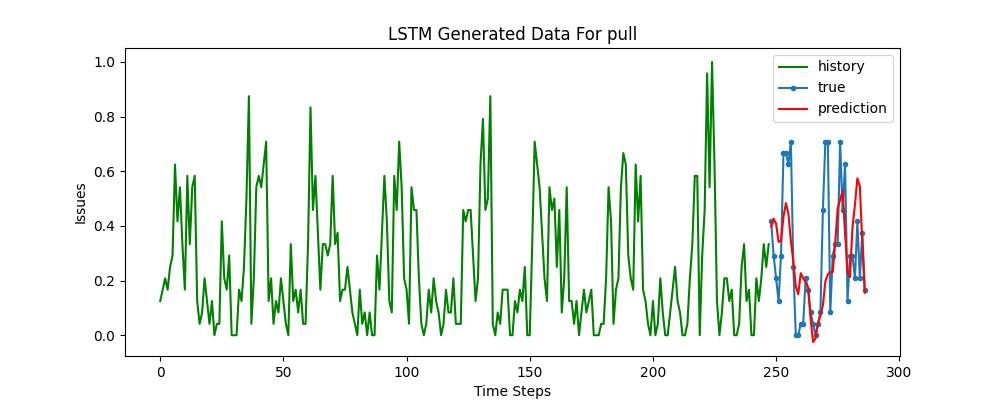 LSTM Generated Data For pull
history
true
prediction
1.0
0.8
0.6
0.4
0.2
0.0
Issues
0 50 100 150 200 250 300
Time Steps